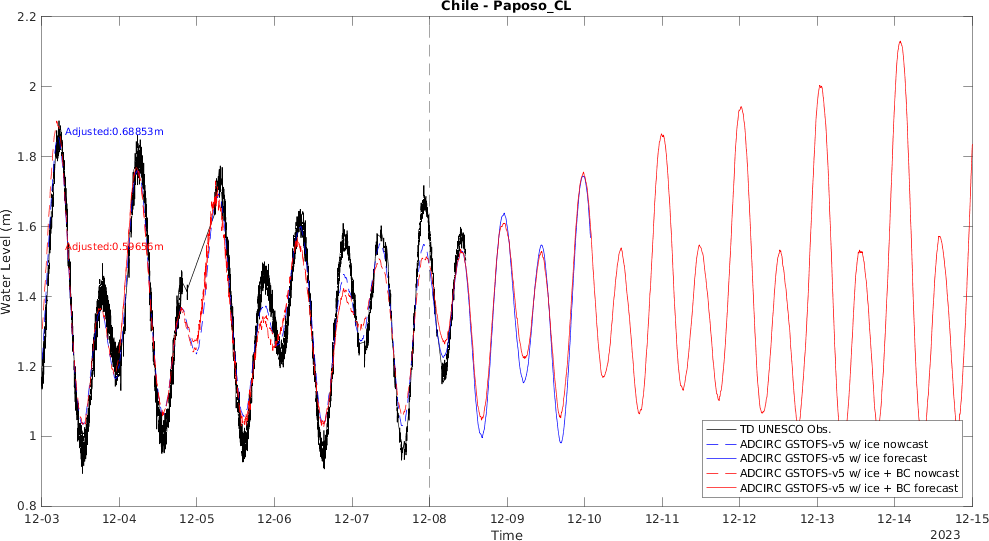 Chile - Paposo_CL
2.2
2
1.8
1.6
1.4
1.2
1
0.8
Water Level (m)
Adjusted:0.68853m
Adjusted:0.59655m
TD UNESCO Obs.
ADCIRC GSTOFS-v5 w/ ice nowcast
ADCIRC GSTOFS-v5 w/ ice forecast
ADCIRC GSTOFS-v5 w/ ice + BC nowcast
ADCIRC GSTOFS-v5 w/ ice + BC forecast
12-03 12-04 12-05 12-06 12-07 12-08 12-09 12-10 12-11 12-12 12-13 12-14 12-15
Time
2023